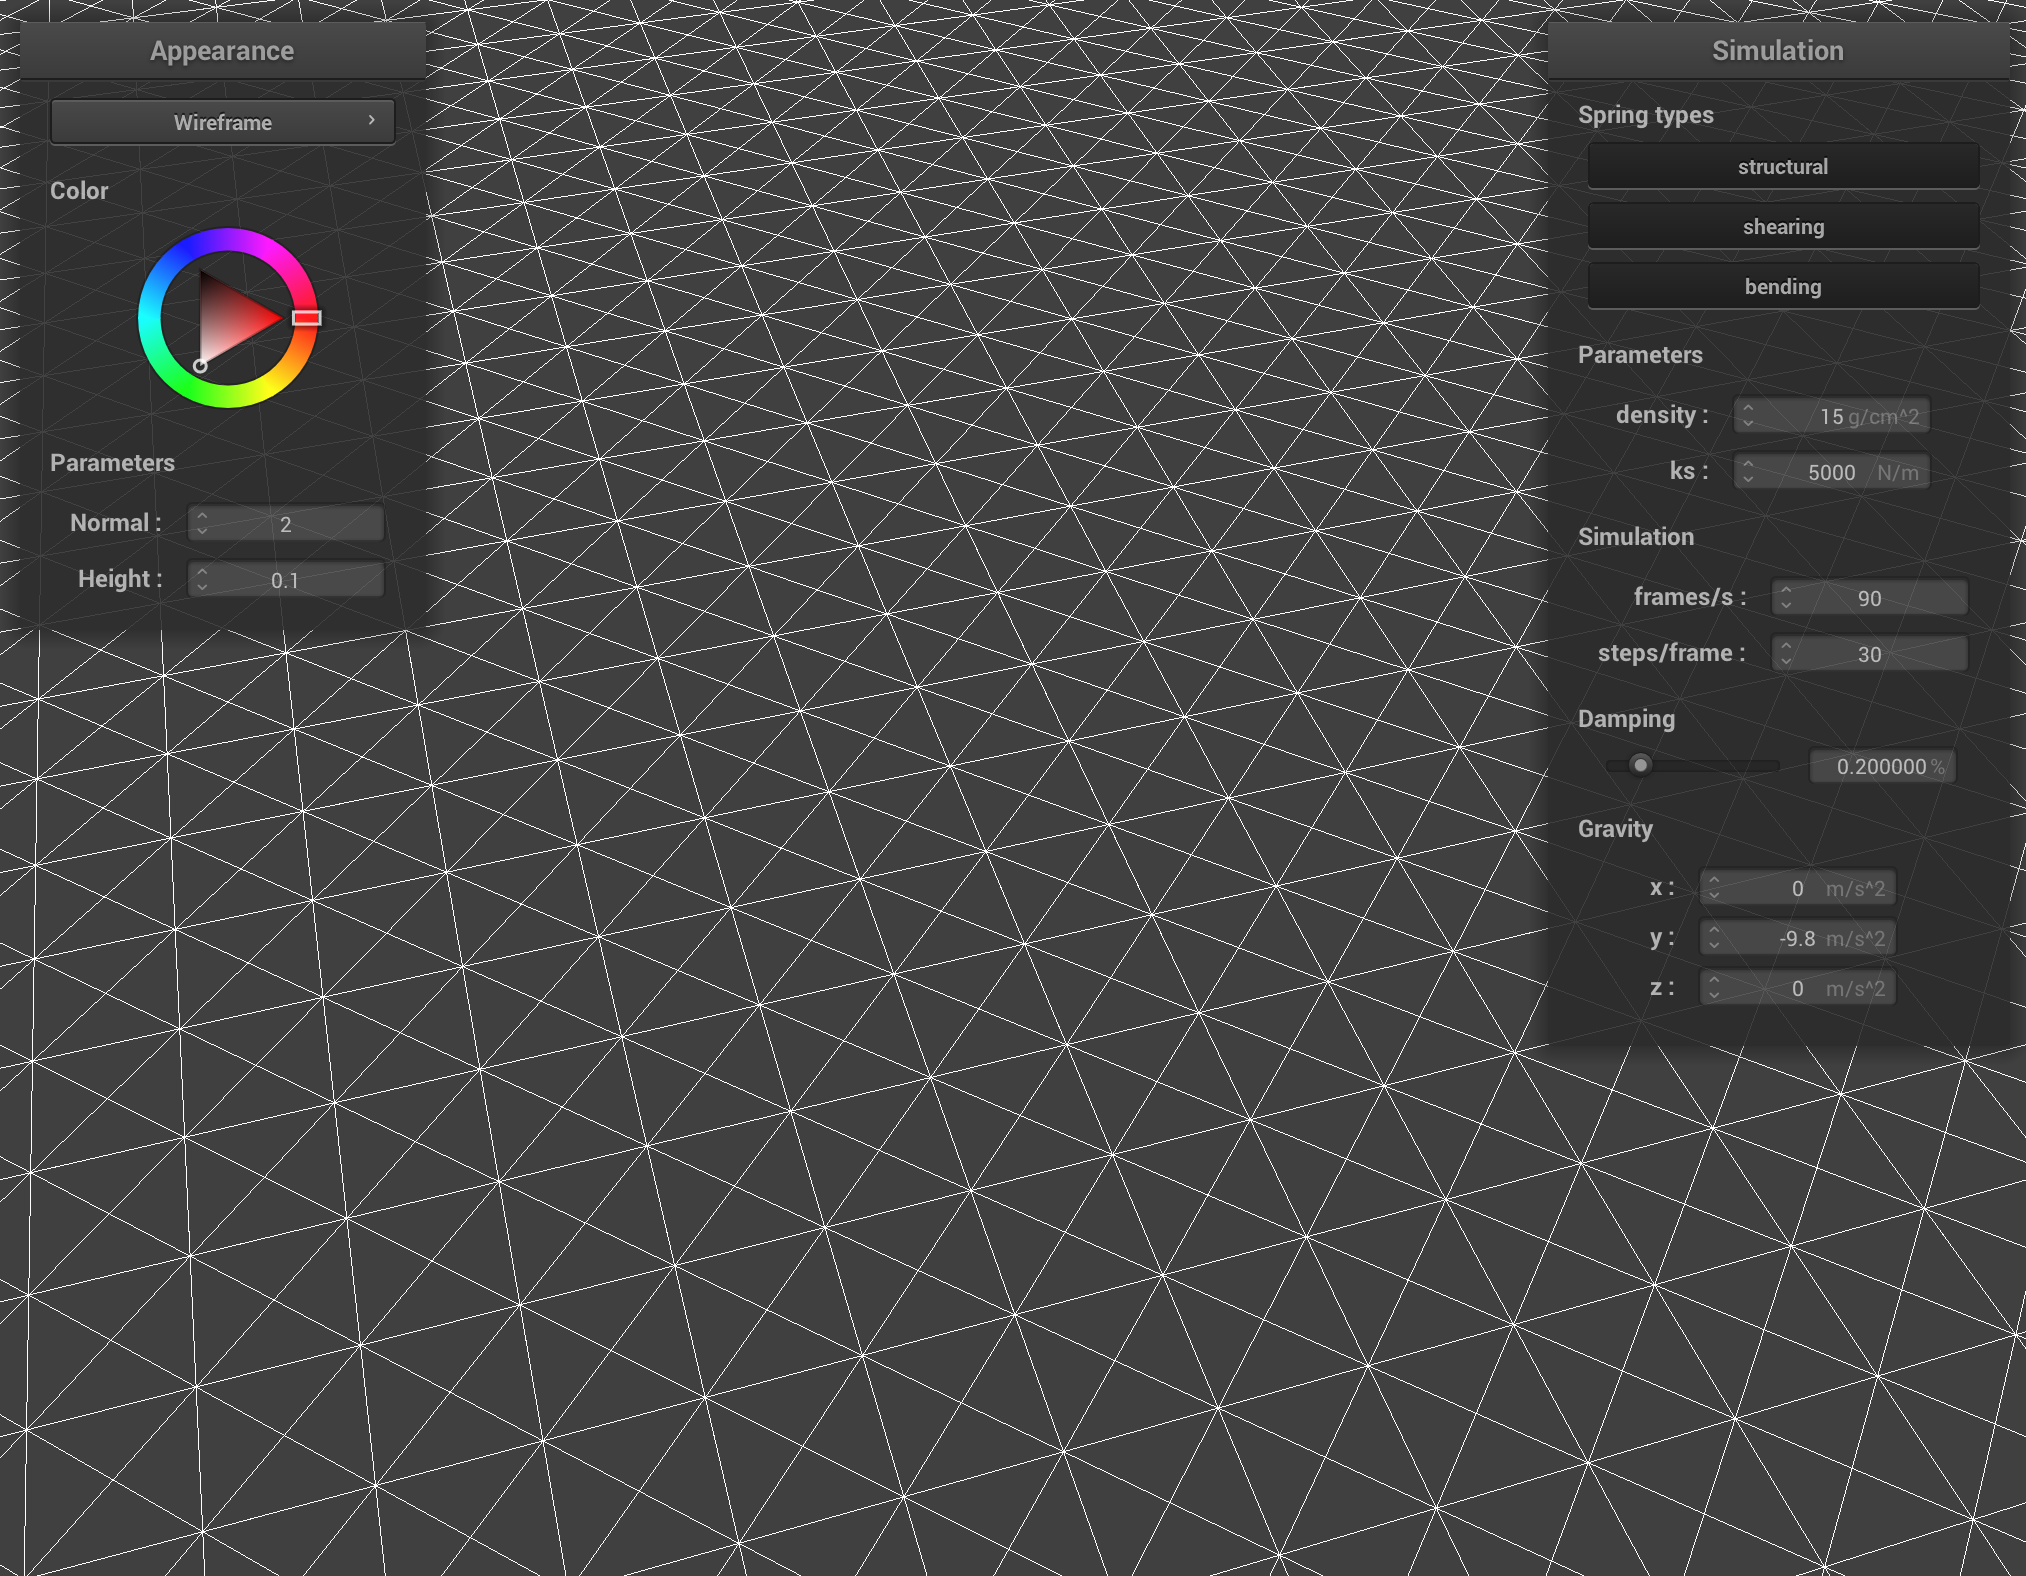 Appearance
Wireframe
Color
Parameters
Normal : 2
Height : 0.1
Simulation
Spring types
structural
shearing
bending
Parameters
density : 15 g/cm^2
ks : 5000 N/m
Simulation
frames/s : 90
steps/frame : 30
Damping
0.200000 %
Gravity
x : 0 m/s^2
y : -9.8 m/s^2
z : 0 m/s^2